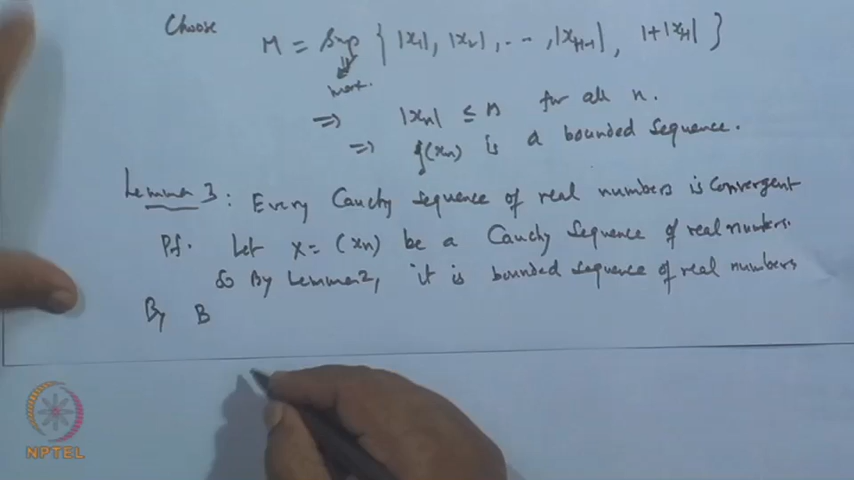 Choose
M = Sup { |x1|, |x2|, ..., |xH-1|, 1+|xH| }
⇒ |xn| ≤ M for all n.
⇒ (xn) is a bounded sequence.
Lemma 3: Every Cauchy sequence of real numbers is convergent
Pf. Let X = (xn) be a Cauchy sequence of real numbers.
So By Lemma 2, it is bounded sequence of real numbers
By B
NPTEL